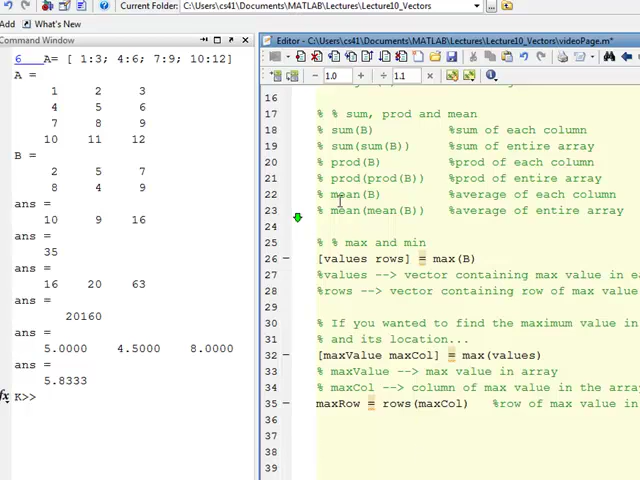 Current Folder: C:\Users\cs41\Documents\MATLAB\Lectures\Lecture10_Vectors
Add What's New
Command Window
6 A= [ 1:3; 4:6; 7:9; 10:12]
A =
1 2 3
4 5 6
7 8 9
10 11 12
B =
2 5 7
8 4 9
ans =
10 9 16
ans =
35
ans =
16 20 63
ans =
20160
ans =
5.0000 4.5000 8.0000
ans =
5.8333
fx K>>
Editor - C:\Users\cs41\Documents\MATLAB\Lectures\Lecture10_Vectors\videoPage.m*
1.0 1.1
16
17 % % sum, prod and mean
18 % sum(B) %sum of each column
19 % sum(sum(B)) %sum of entire array
20 % prod(B) %prod of each column
21 % prod(prod(B)) %prod of entire array
22 % mean(B) %average of each column
23 % mean(mean(B)) %average of entire array
24
25 % % max and min
26 [values rows] = max(B)
27 %values --> vector containing max value in ea
28 %rows --> vector containing row of max value
29
30 % If you wanted to find the maximum value in
31 % and its location...
32 [maxValue maxCol] = max(values)
33 % maxValue --> max value in array
34 % maxCol --> column of max value in the array
35 maxRow = rows(maxCol) %row of max value in
36
37
38
39